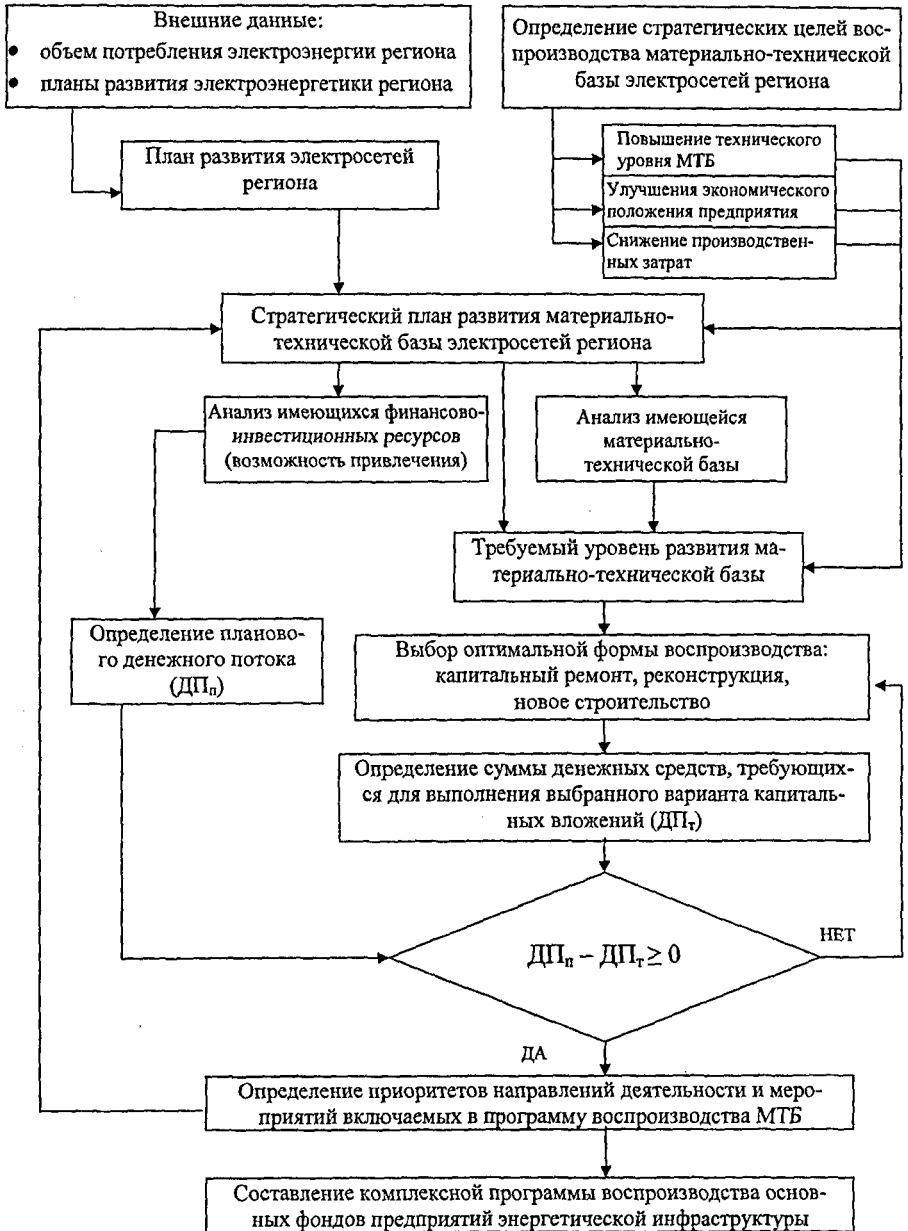 Внешние данные:
• объем потребления электроэнергии региона
• планы развития электроэнергетики региона
Определение стратегических целей вос-
производства материально-технической
базы электросетей региона
План развития электросетей
региона
Повышение технического
уровня МТБ
Улучшения экономического
положения предприятия
Снижение производствен-
ных затрат
Стратегический план развития материально-
технической базы электросетей региона
Анализ имеющихся финансово-
инвестиционных ресурсов
(возможность привлечения)
Анализ имеющейся
материально-
технической базы
Требуемый уровень развития ма-
териально-технической базы
Определение планово-
го денежного потока
(ДПп)
Выбор оптимальной формы воспроизводства:
капитальный ремонт, реконструкция,
новое строительство
Определение суммы денежных средств, требующих-
ся для выполнения выбранного варианта капиталь-
ных вложений (ДПт)
ДПп – ДПт ≥ 0
НЕТ
ДА
Определение приоритетов направлений деятельности и меро-
приятий включаемых в программу воспроизводства МТБ
Составление комплексной программы воспроизводства основ-
ных фондов предприятий энергетической инфраструктуры